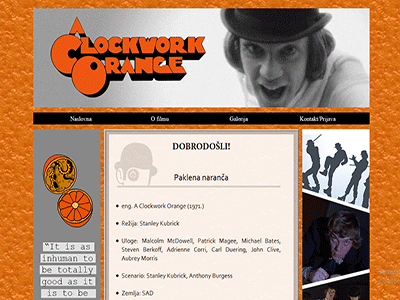 A CLOCKWORK
ORANGE
Naslovna O filmu Galerija Kontakt/Prijava
DOBRODOŠLI!
Paklena naranča
eng. A Clockwork Orange (1971.)
Režija: Stanley Kubrick
Uloge: Malcolm McDowell, Patrick Magee, Michael Bates,
Steven Berkoff, Adrienne Corri, Carl Duering, John Clive,
Aubrey Morris
Scenario: Stanley Kubrick, Anthony Burgess
Zemlja: SAD
“It is as
inhuman to
be totally
good as it
is to be